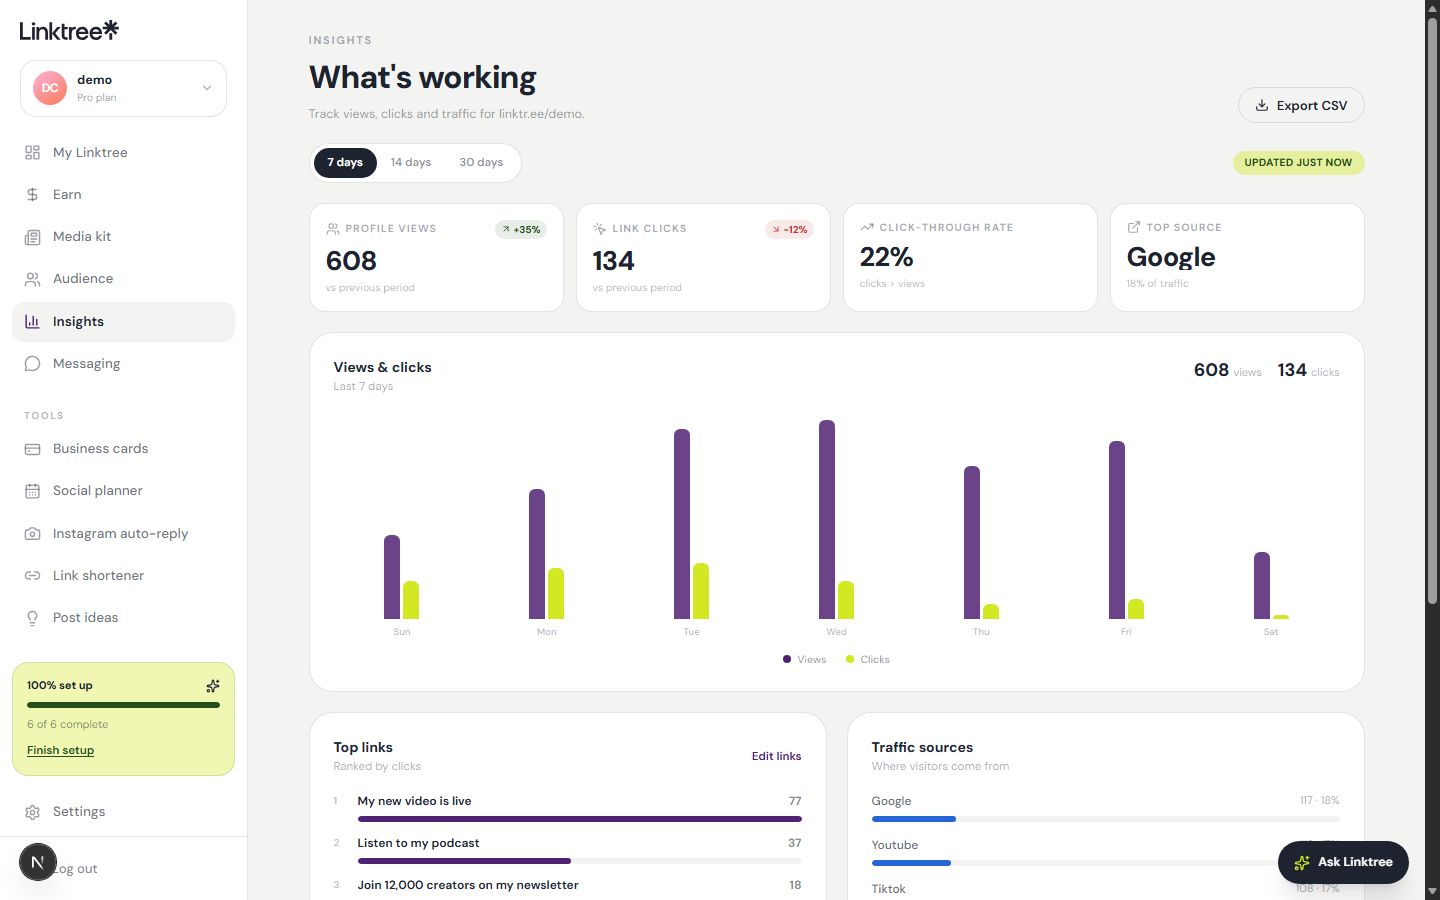 Linktree
DC
demo
Pro plan
My Linktree
Earn
Media kit
Audience
Insights
Messaging
TOOLS
Business cards
Social planner
Instagram auto-reply
Link shortener
Post ideas
100% set up
6 of 6 complete
Finish setup
Settings
N
Log out
INSIGHTS
What's working
Track views, clicks and traffic for linktr.ee/demo.
Export CSV
7 days 14 days 30 days
UPDATED JUST NOW
PROFILE VIEWS +35%
608
vs previous period
LINK CLICKS -12%
134
vs previous period
CLICK-THROUGH RATE
22%
clicks ÷ views
TOP SOURCE
Google
18% of traffic
Views & clicks
Last 7 days
608 views 134 clicks
Sun Mon Tue Wed Thu Fri Sat
Views Clicks
Top links
Ranked by clicks
Edit links
1 My new video is live 77
2 Listen to my podcast 37
3 Join 12,000 creators on my newsletter 18
Traffic sources
Where visitors come from
Google 117 · 18%
Youtube
Tiktok 108 · 17%
Ask Linktree